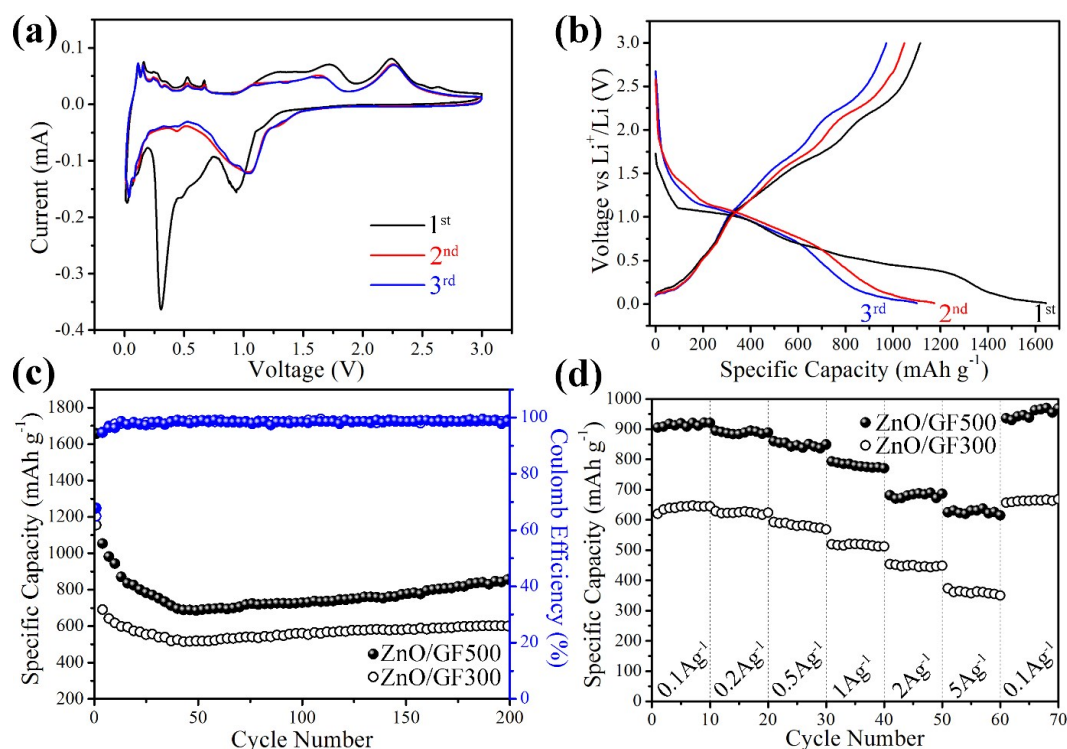 (a)
0.1
0.0
-0.1
-0.2
-0.3
-0.4
Current (mA)
1st
2nd
3rd
0.0 0.5 1.0 1.5 2.0 2.5 3.0
Voltage (V)
(b)
3.0
2.5
2.0
1.5
1.0
0.5
0.0
Voltage vs Li+/Li (V)
3rd 2nd 1st
0 200 400 600 800 1000 1200 1400 1600
Specific Capacity (mAh g-1)
(c)
1800
1600
1400
1200
1000
800
600
400
200
Specific Capacity (mAh g-1)
100
80
60
40
20
0
Coulomb Efficiency (%)
ZnO/GF500
ZnO/GF300
0 50 100 150 200
Cycle Number
(d)
1000
900
800
700
600
500
400
300
200
100
0
Specific Capacity (mAh g-1)
ZnO/GF500
ZnO/GF300
0.1Ag-1 0.2Ag-1 0.5Ag-1 1Ag-1 2Ag-1 5Ag-1 0.1Ag-1
0 10 20 30 40 50 60 70
Cycle Number